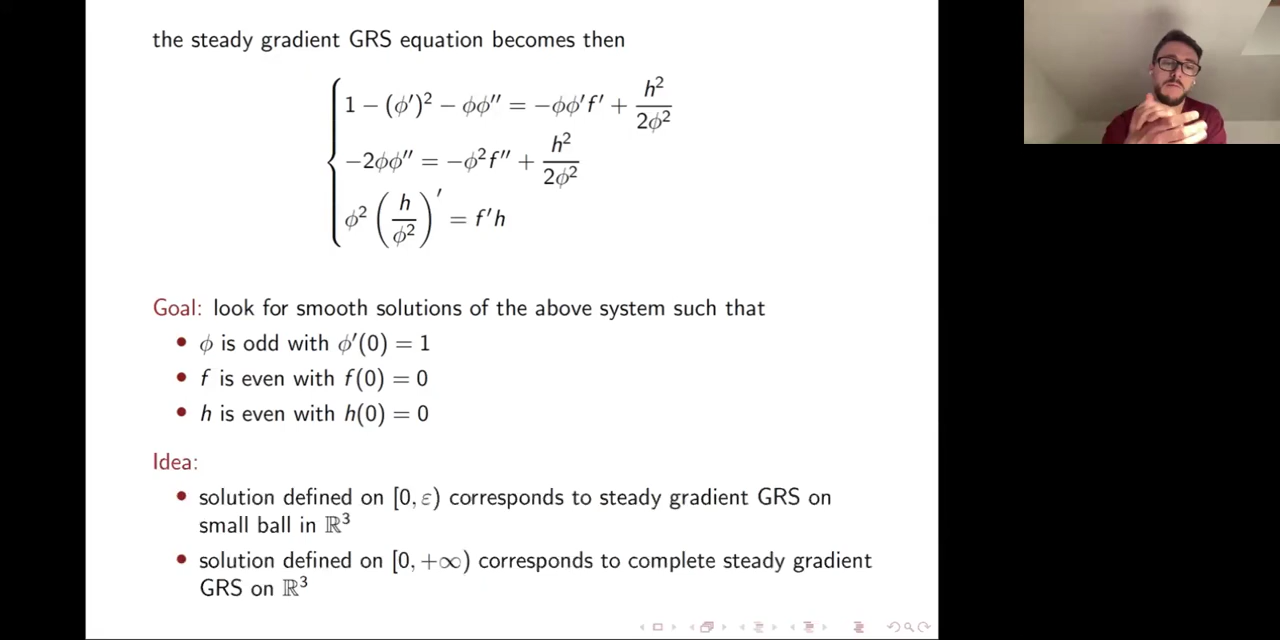 the steady gradient GRS equation becomes then
1 − (ϕ′)² − ϕϕ″ = −ϕϕ′f′ + h²/2ϕ²
−2ϕϕ″ = −ϕ²f″ + h²/2ϕ²
ϕ² (h/ϕ²)′ = f′h
Goal: look for smooth solutions of the above system such that
• ϕ is odd with ϕ′(0) = 1
• f is even with f(0) = 0
• h is even with h(0) = 0
Idea:
• solution defined on [0, ε) corresponds to steady gradient GRS on
small ball in ℝ³
• solution defined on [0, +∞) corresponds to complete steady gradient
GRS on ℝ³